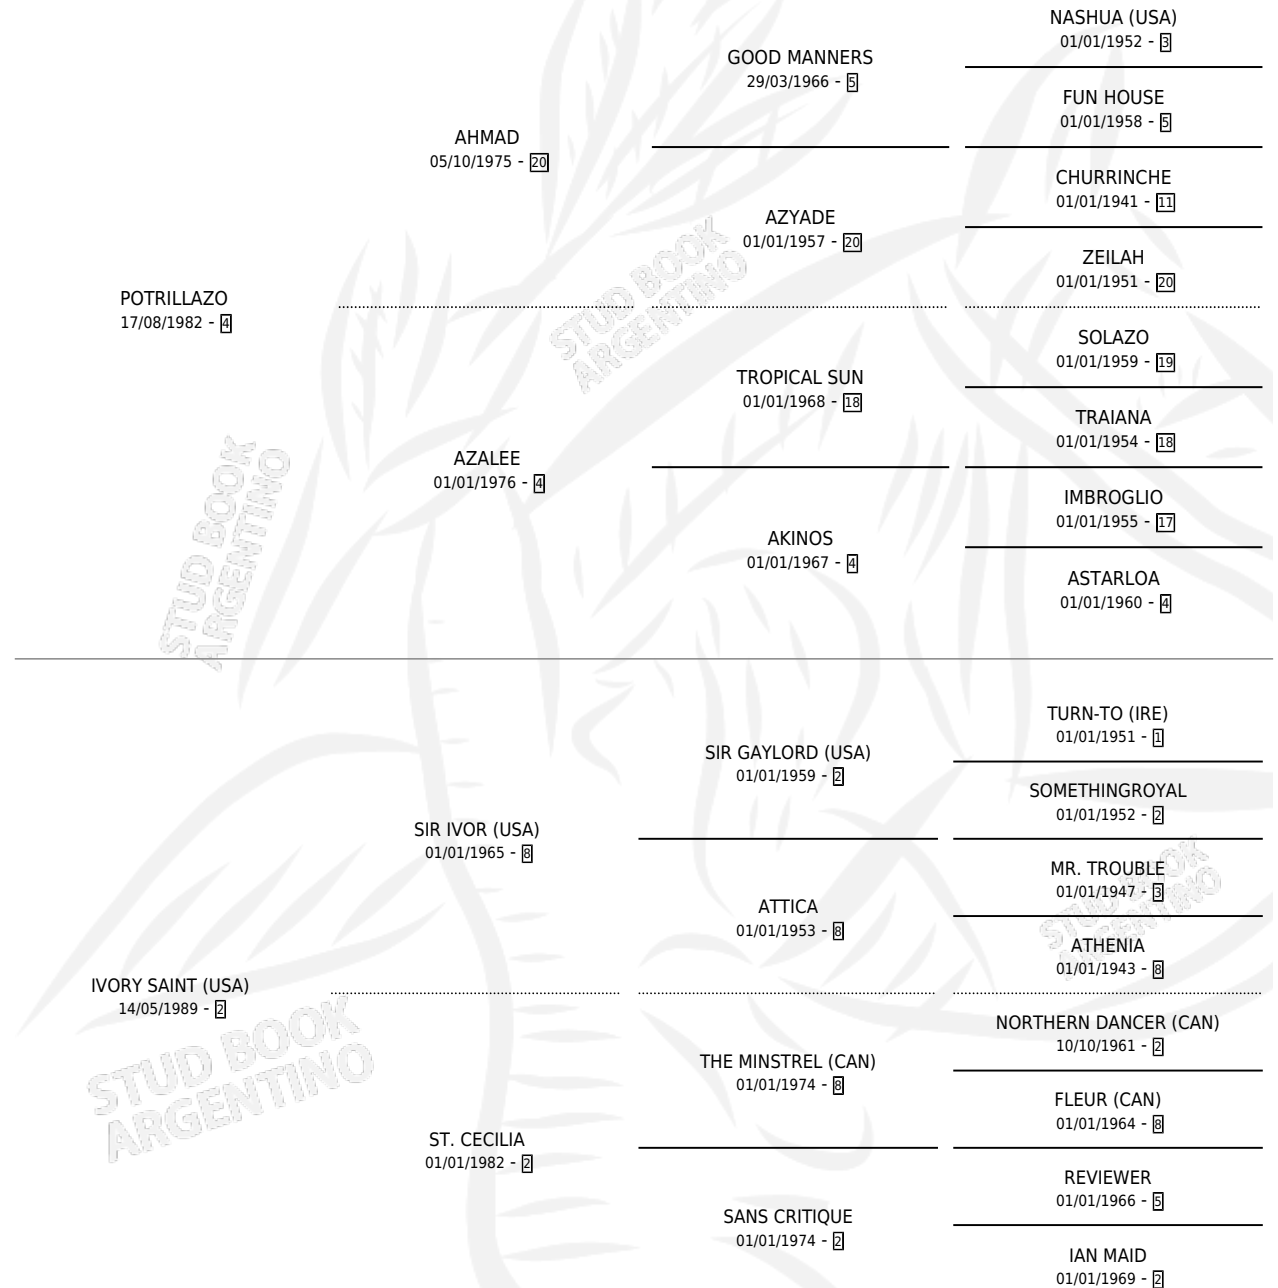 NASHUA (USA)
01/01/1952 - 3
GOOD MANNERS
29/03/1966 - 5
FUN HOUSE
01/01/1958 - 5
AHMAD
05/10/1975 - 20
CHURRINCHE
01/01/1941 - 11
AZYADE
01/01/1957 - 20
ZEILAH
01/01/1951 - 20
POTRILLAZO
17/08/1982 - 4
STUD BOOK
ARGENTINO
SOLAZO
01/01/1959 - 19
TROPICAL SUN
01/01/1968 - 18
TRAIANA
01/01/1954 - 18
AZALEE
01/01/1976 - 4
IMBROGLIO
01/01/1955 - 17
AKINOS
01/01/1967 - 4
ASTARLOA
01/01/1960 - 4
STUD BOOK
ARGENTINO
TURN-TO (IRE)
01/01/1951 - 1
SIR GAYLORD (USA)
01/01/1959 - 2
SOMETHINGROYAL
01/01/1952 - 2
SIR IVOR (USA)
01/01/1965 - 8
MR. TROUBLE
01/01/1947 - 3
ATTICA
01/01/1953 - 8
STUD BOOK
ARGENTINO
ATHENIA
01/01/1943 - 8
IVORY SAINT (USA)
14/05/1989 - 2
NORTHERN DANCER (CAN)
10/10/1961 - 2
STUD BOOK
ARGENTINO
THE MINSTREL (CAN)
01/01/1974 - 8
FLEUR (CAN)
01/01/1964 - 8
ST. CECILIA
01/01/1982 - 2
REVIEWER
01/01/1966 - 5
SANS CRITIQUE
01/01/1974 - 2
IAN MAID
01/01/1969 - 2